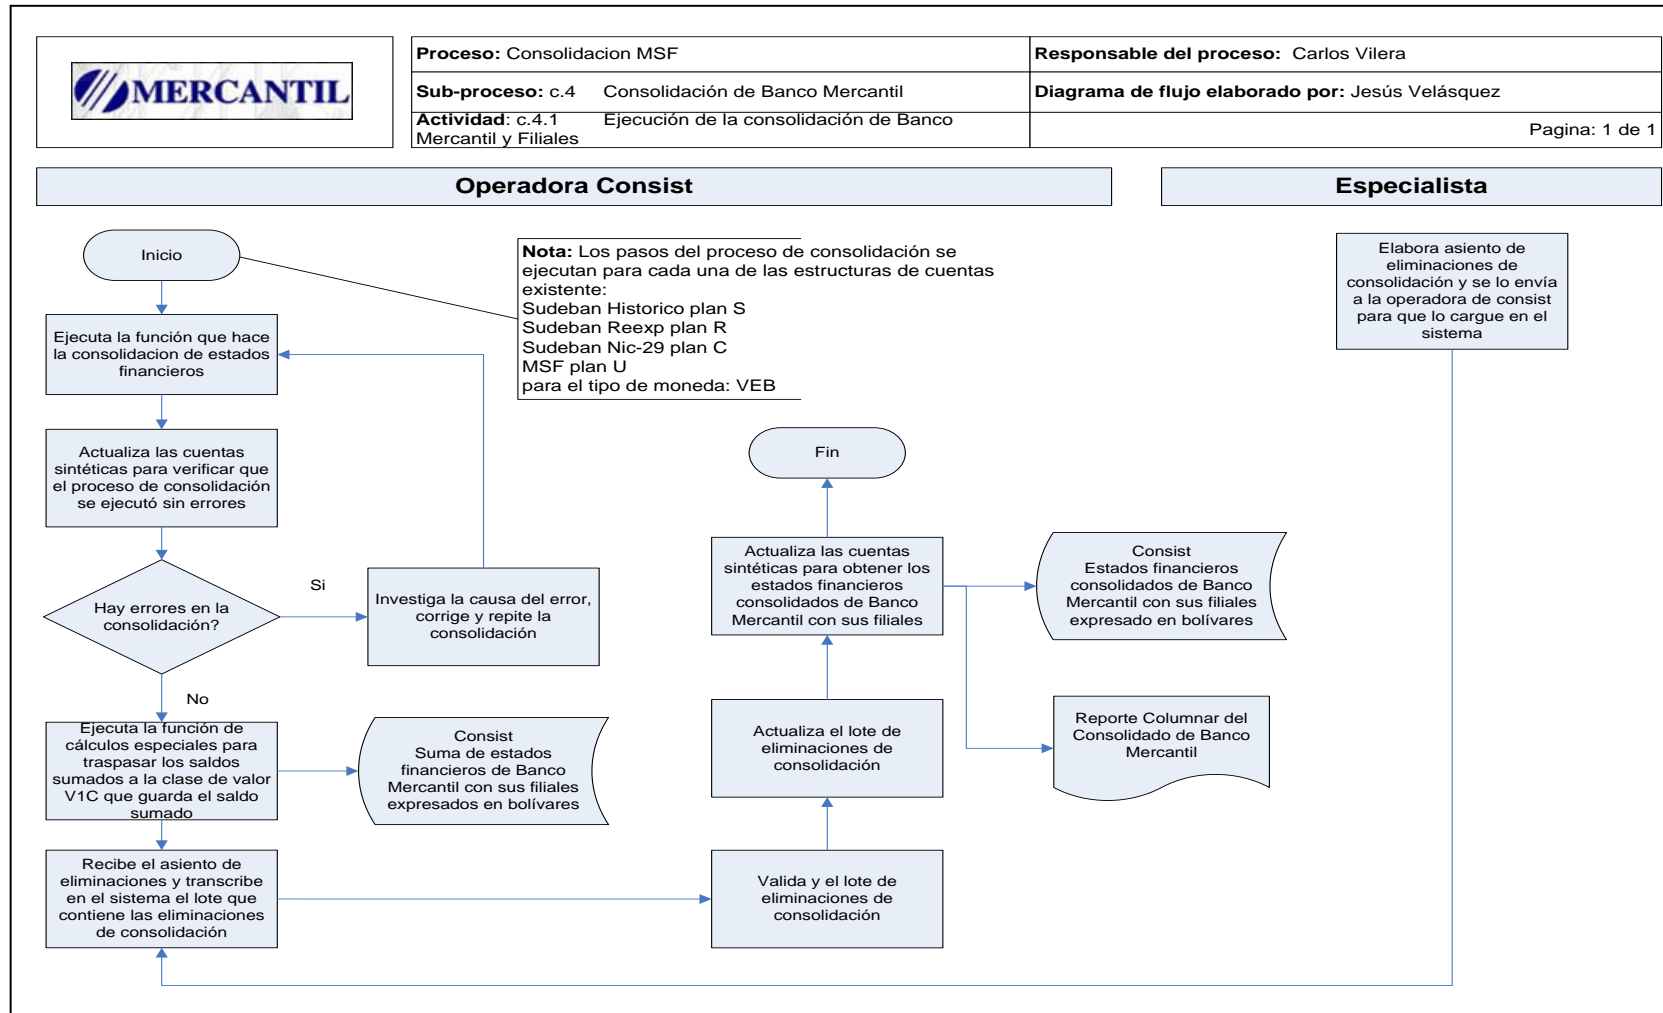 MERCANTIL
Proceso: Consolidacion MSF
Responsable del proceso: Carlos Vilera
Sub-proceso: c.4 Consolidación de Banco Mercantil
Diagrama de flujo elaborado por: Jesús Velásquez
Actividad: c.4.1 Ejecución de la consolidación de Banco
Mercantil y Filiales
Pagina: 1 de 1
Operadora Consist
Especialista
Inicio
Nota: Los pasos del proceso de consolidación se
ejecutan para cada una de las estructuras de cuentas
existente:
Sudeban Historico plan S
Sudeban Reexp plan R
Sudeban Nic-29 plan C
MSF plan U
para el tipo de moneda: VEB
Elabora asiento de
eliminaciones de
consolidación y se lo envía
a la operadora de consist
para que lo cargue en el
sistema
Ejecuta la función que hace
la consolidacion de estados
financieros
Actualiza las cuentas
sintéticas para verificar que
el proceso de consolidación
se ejecutó sin errores
Hay errores en la
consolidación?
Si
Investiga la causa del error,
corrige y repite la
consolidación
No
Ejecuta la función de
cálculos especiales para
traspasar los saldos
sumados a la clase de valor
V1C que guarda el saldo
sumado
Consist
Suma de estados
financieros de Banco
Mercantil con sus filiales
expresados en bolívares
Recibe el asiento de
eliminaciones y transcribe
en el sistema el lote que
contiene las eliminaciones
de consolidación
Valida y el lote de
eliminaciones de
consolidación
Actualiza el lote de
eliminaciones de
consolidación
Actualiza las cuentas
sintéticas para obtener los
estados financieros
consolidados de Banco
Mercantil con sus filiales
Consist
Estados financieros
consolidados de Banco
Mercantil con sus filiales
expresado en bolívares
Reporte Columnar del
Consolidado de Banco
Mercantil
Fin